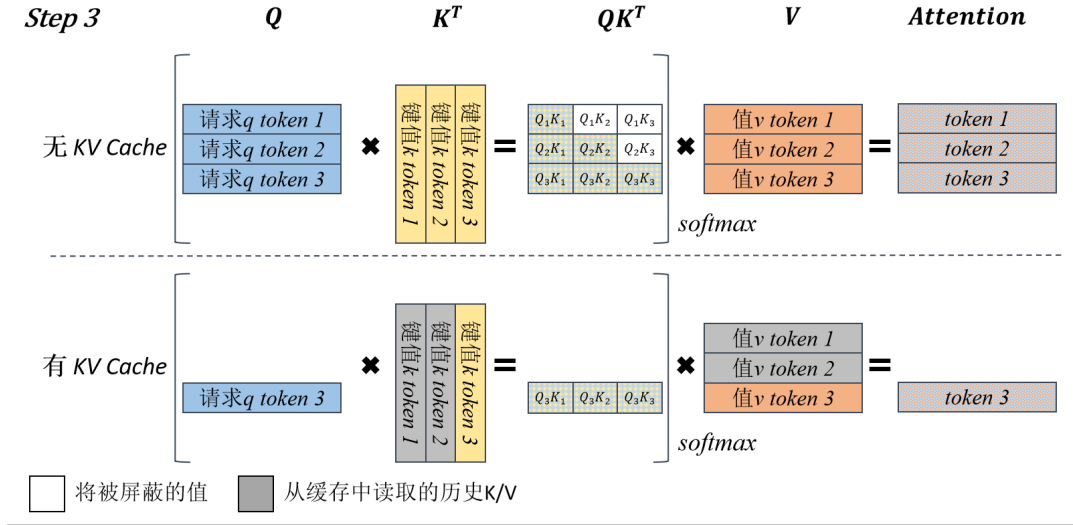 Step 3 Q K^T QK^T V Attention
无 KV Cache
请求q token 1
请求q token 2
请求q token 3
×
键值k token 1
键值k token 2
键值k token 3
=
Q₁K₁ Q₁K₂ Q₁K₃
Q₂K₁ Q₂K₂ Q₂K₃
Q₃K₁ Q₃K₂ Q₃K₃
softmax
×
值v token 1
值v token 2
值v token 3
=
token 1
token 2
token 3
有 KV Cache
请求q token 3
×
键值k token 1
键值k token 2
键值k token 3
=
Q₃K₁ Q₃K₂ Q₃K₃
softmax
×
值v token 1
值v token 2
值v token 3
=
token 3
将被屏蔽的值 从缓存中读取的历史K/V